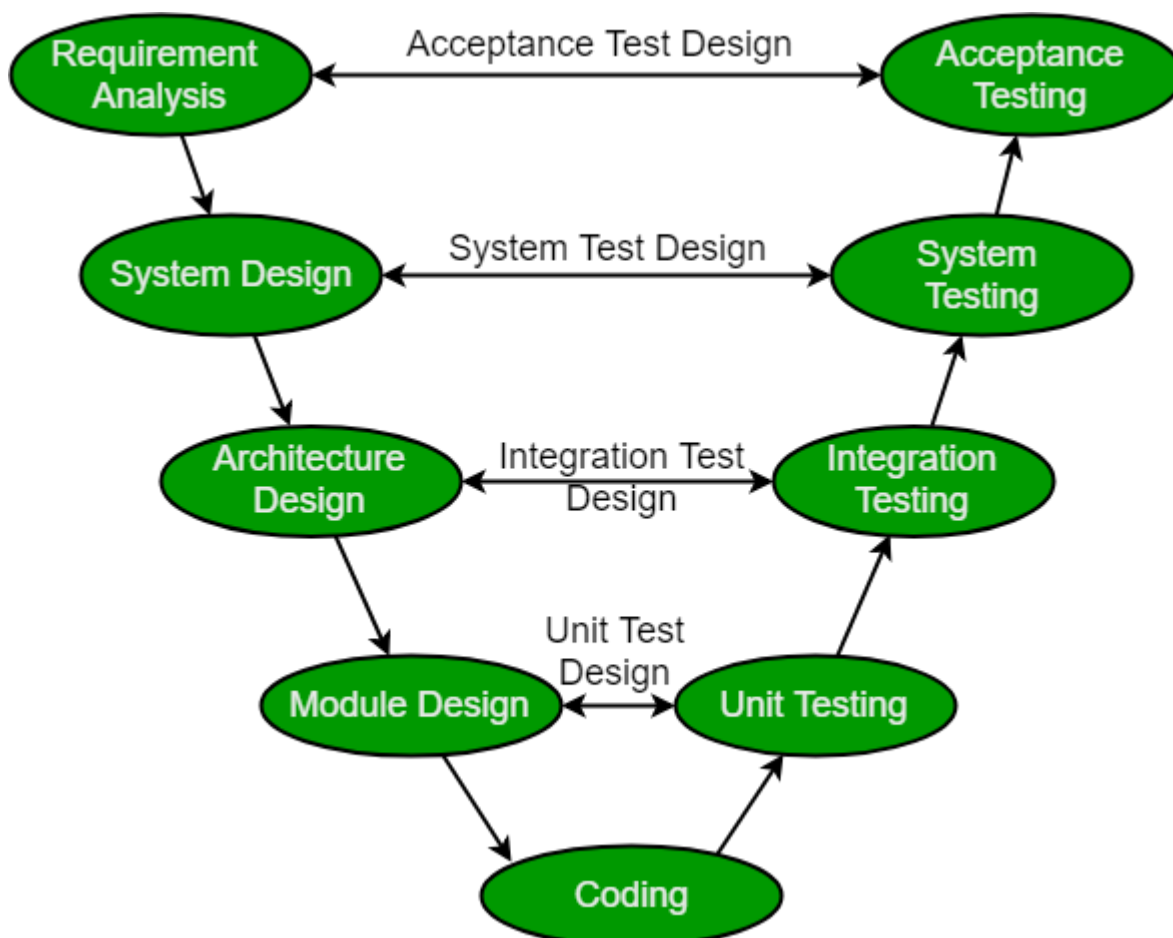 Requirement
Analysis
Acceptance Test Design
Acceptance
Testing
System Design
System Test Design
System
Testing
Architecture
Design
Integration Test
Design
Integration
Testing
Module Design
Unit Test
Design
Unit Testing
Coding